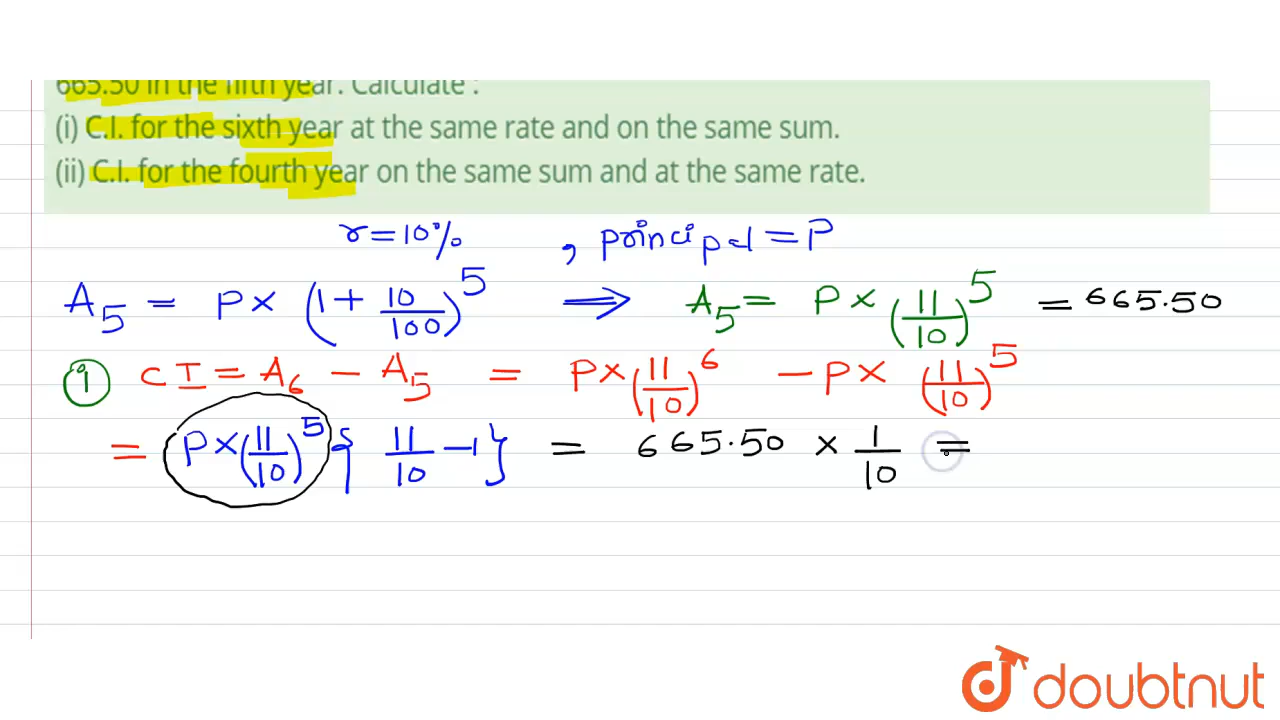 665.50 in the fifth year. Calculate :
(i) C.I. for the sixth year at the same rate and on the same sum.
(ii) C.I. for the fourth year on the same sum and at the same rate.
r = 10% , principal = P
A₅ = P × (1 + 10/100)⁵ ⟹ A₅ = P × (11/10)⁵ = 665.50
(i) CI = A₆ − A₅ = P × (11/10)⁶ − P × (11/10)⁵
= P × (11/10)⁵ { 11/10 − 1 } = 665.50 × 1/10 =
doubtnut